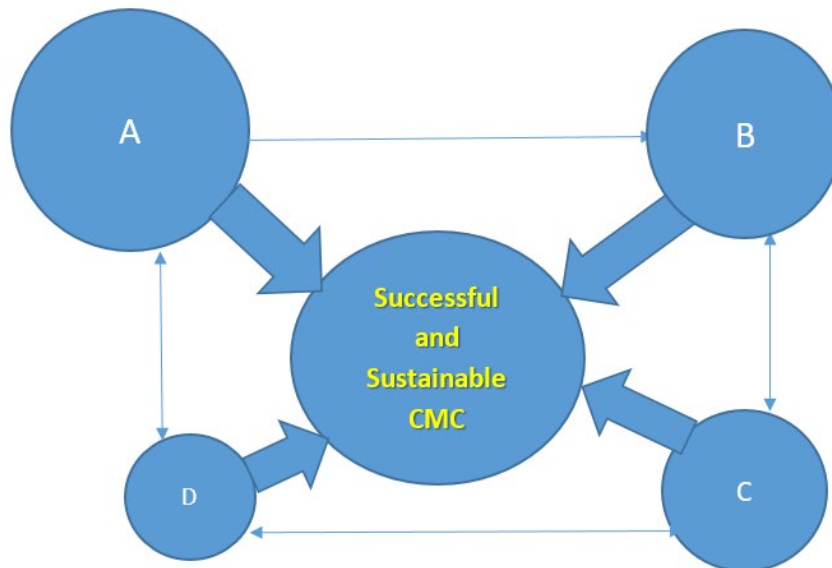 A
B
Successful
and
Sustainable
CMC
D
C